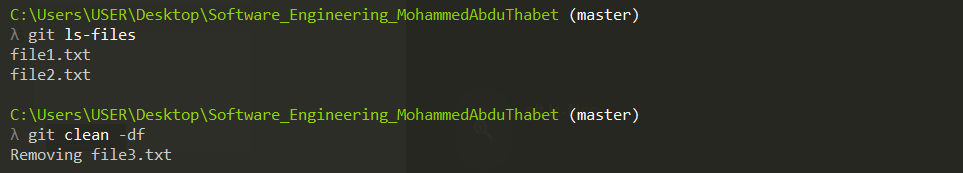 C:\Users\USER\Desktop\Software_Engineering_MohammedAbduThabet (master)
λ git ls-files
file1.txt
file2.txt
C:\Users\USER\Desktop\Software_Engineering_MohammedAbduThabet (master)
λ git clean -df
Removing file3.txt